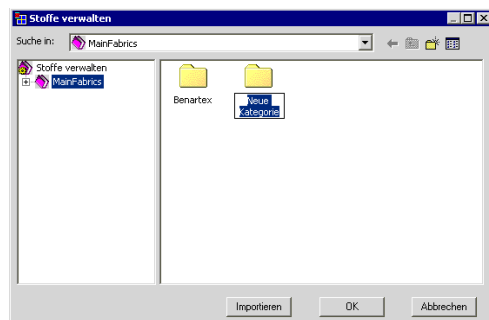 Stoffe verwalten
Suche in: MainFabrics
Stoffe verwalten
MainFabrics
Benartex
Neue
Kategorie
Importieren OK Abbrechen